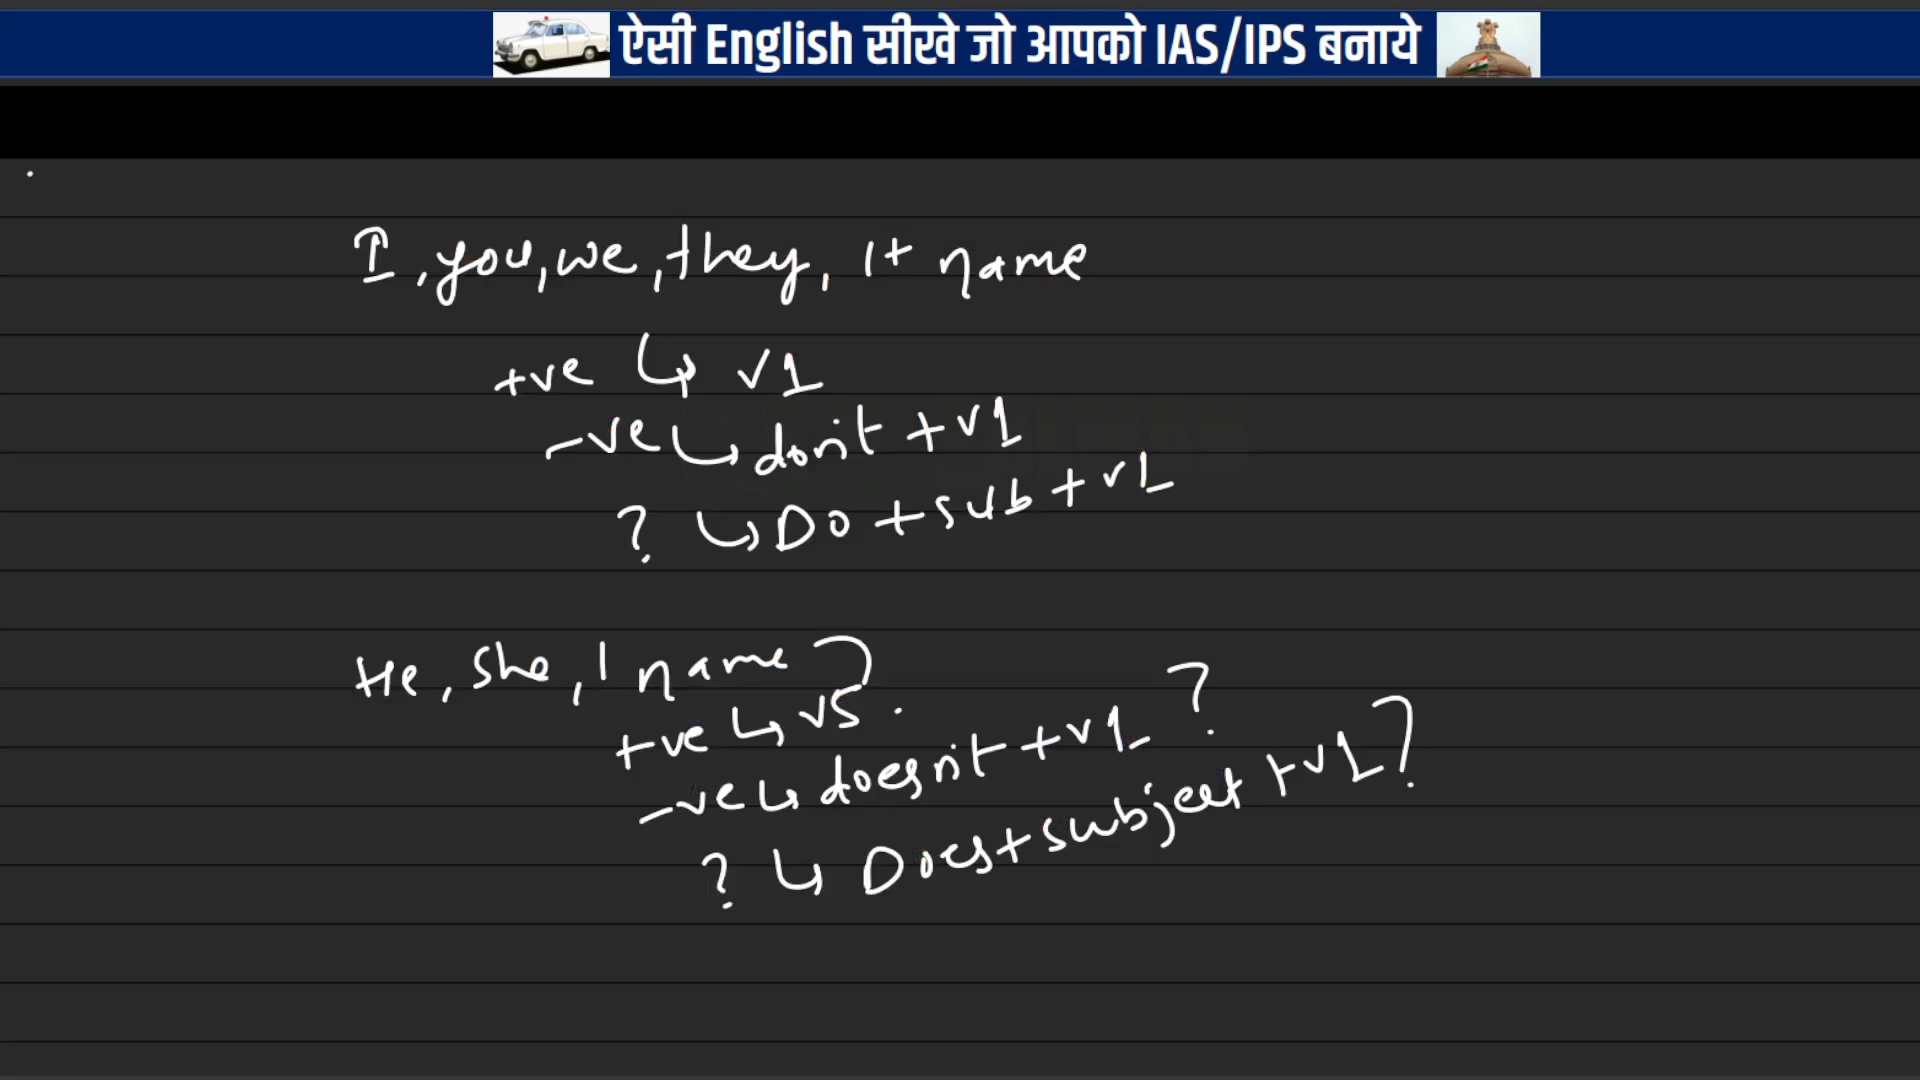 ऐसी English सीखे जो आपको IAS/IPS बनाये
I, you, we, they, 1+ name
+ve ↳ v1
-ve ↳ don't + v1
? ↳ Do + sub + v1
He, She, 1 name
+ve ↳ v5.
-ve ↳ doesn't + v1 ?
? ↳ Does + subject + v1 ?